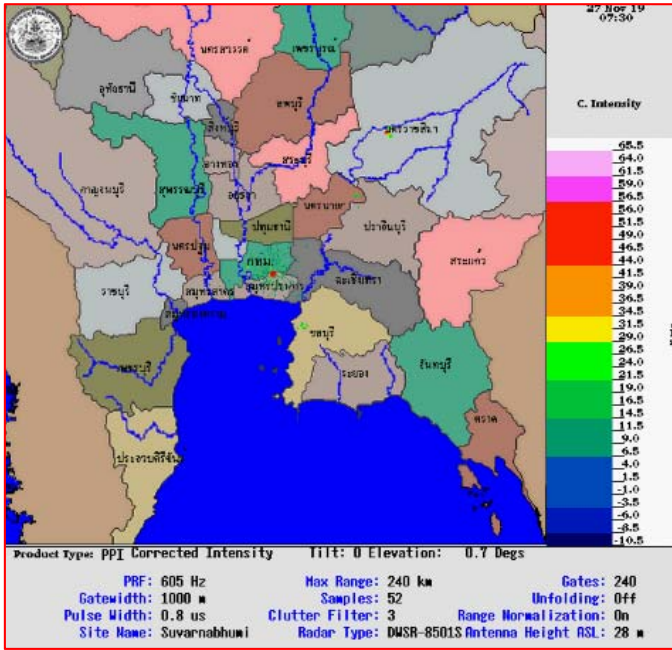 27 Nov 19
07:30
C. Intensity
นครสวรรค์
เพชรบูรณ์
อุทัยธานี
ชัยนาท
ลพบุรี
สิงห์บุรี
นครราชสีมา
อ่างทอง
สระบุรี
กาญจนบุรี
สุพรรณบุรี
อยุธยา
นครนายก
ปราจีนบุรี
ปทุมธานี
นครปฐม
สระแก้ว
กทม.
ราชบุรี
สมุทรสาคร
สมุทรปราการ
ฉะเชิงเทรา
ชลบุรี
เพชรบุรี
ระยอง
จันทบุรี
ตราด
ประจวบคีรีขันธ์
65.5
64.0
61.5
59.0
56.5
56.0
51.5
49.0
46.5
44.0
41.5
39.0
36.5
34.0
31.5
29.0
26.5
24.0
21.5
19.0
16.5
14.0
11.5
9.0
6.5
4.0
1.5
-1.0
-3.5
-6.0
-8.5
-10.5
Product Type: PPI Corrected Intensity Tilt: 0 Elevation: 0.7 Degs
PRF: 605 Hz Max Range: 240 km Gates: 240
Gatewidth: 1000 m Samples: 52 Unfolding: Off
Pulse Width: 0.8 us Clutter Filter: 3 Range Normalization: On
Site Name: Suvarnabhumi Radar Type: DWSR-8501S Antenna Height ASL: 28 m